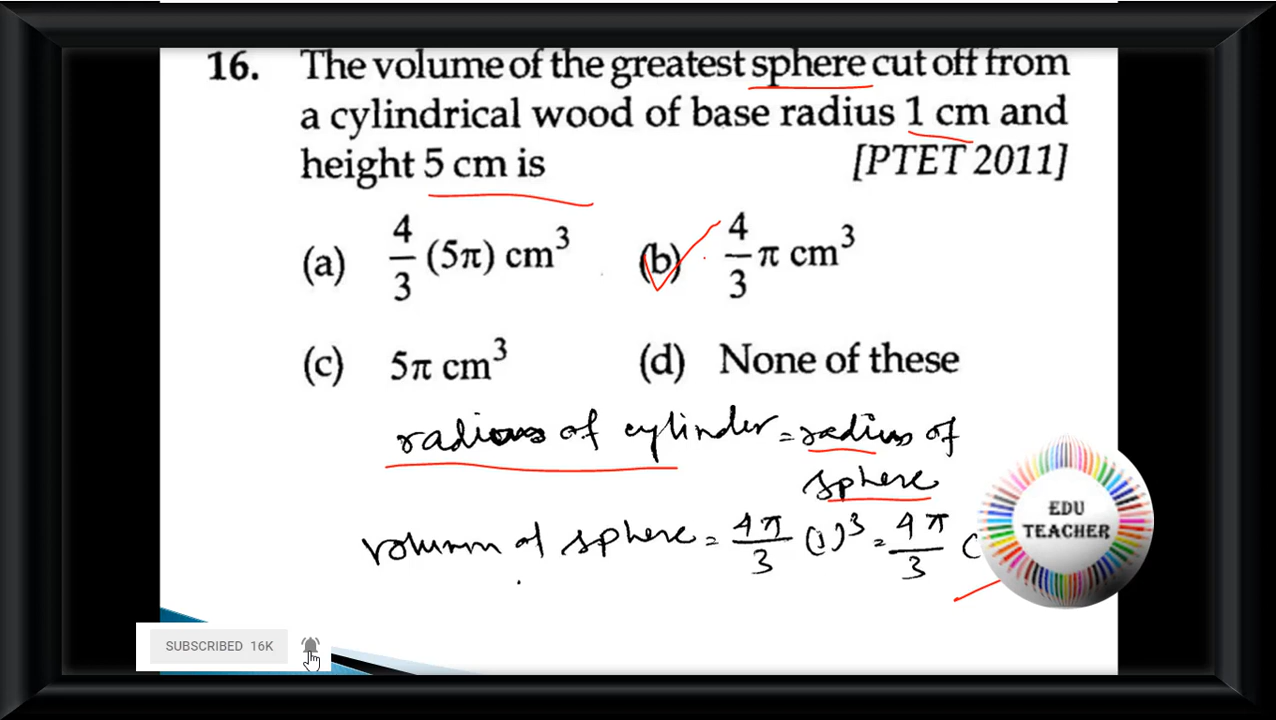 16. The volume of the greatest sphere cut off from
a cylindrical wood of base radius 1 cm and
height 5 cm is [PTET 2011]
(a) 4/3 (5π) cm³ (b) 4/3 π cm³
(c) 5π cm³ (d) None of these
radious of cylinder = radius of
sphere
volumn of sphere = 4π/3 (1)³ = 4π/3 C
EDU
TEACHER
SUBSCRIBED 16K